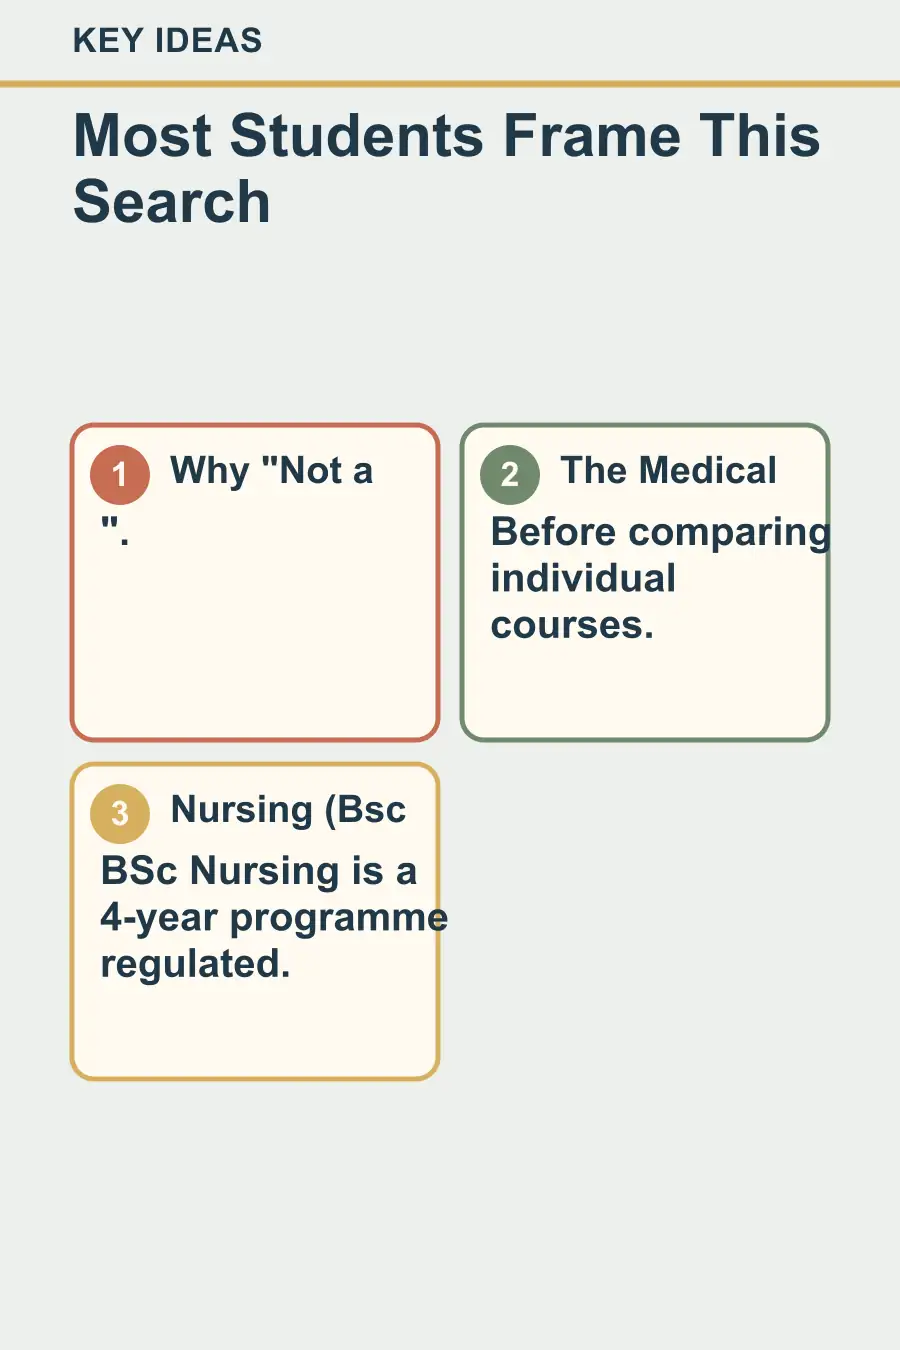 KEY IDEAS
Most Students Frame This
Search
1 Why "Not a
".
2 The Medical
Before comparing
individual
courses.
3 Nursing (Bsc
BSc Nursing is a
4-year programme
regulated.